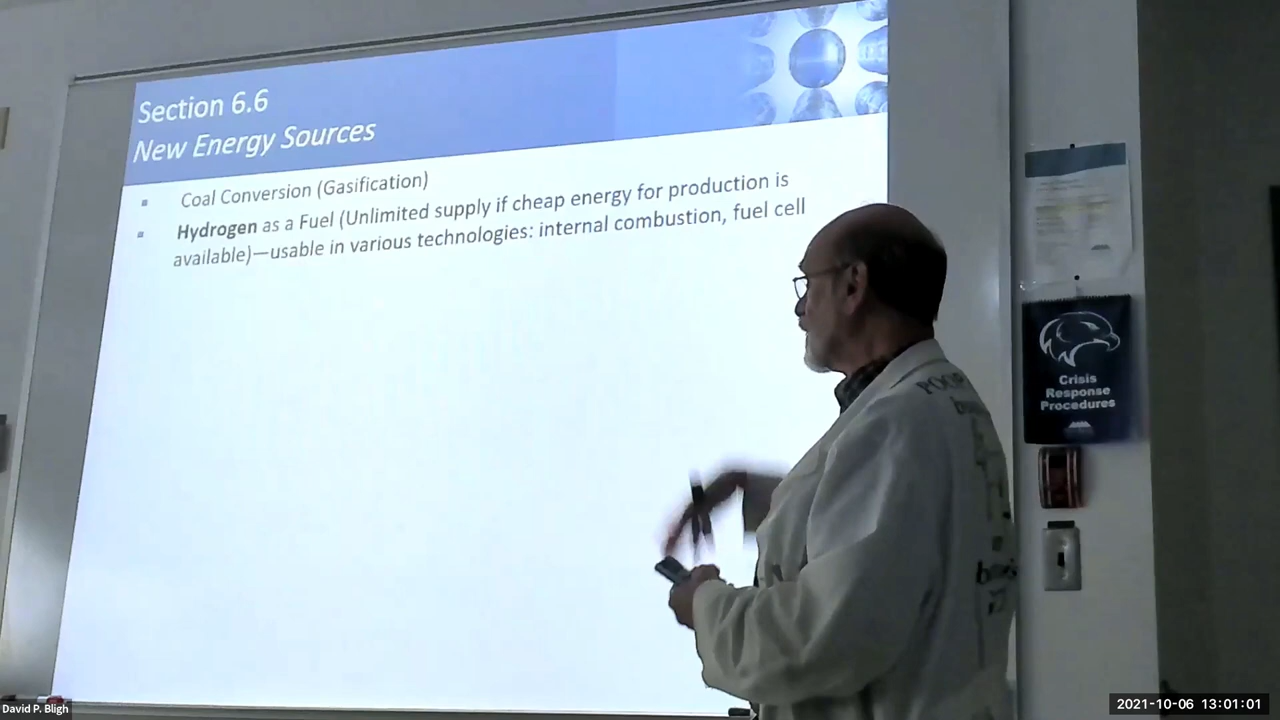 Section 6.6
New Energy Sources
Coal Conversion (Gasification)
Hydrogen as a Fuel (Unlimited supply if cheap energy for production is
available)—usable in various technologies: internal combustion, fuel cell
Crisis
Response
Procedures
David P. Bligh
2021-10-06 13:01:01